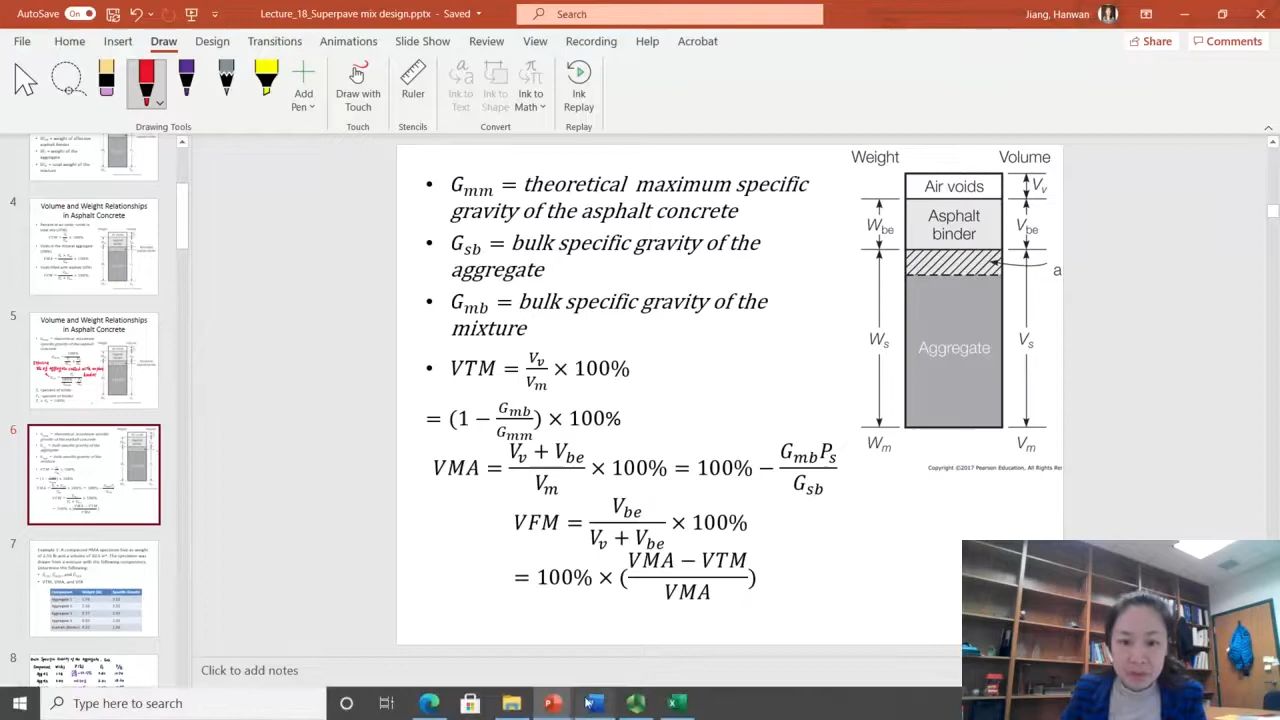 AutoSave On Lecture_18_Superpave mix design.pptx • Saved Search Jiang, Hanwan
File Home Insert Draw Design Transitions Animations Slide Show Review View Recording Help Acrobat Share Comments
Add Pen Draw with Touch Ruler Ink to Text Ink to Shape Ink to Math Ink Replay
Drawing Tools Touch Stencils Convert Replay
4
Volume and Weight Relationships
in Asphalt Concrete
5
Volume and Weight Relationships
in Asphalt Concrete
6
7
8
• G_mm = theoretical maximum specific
gravity of the asphalt concrete
• G_sb = bulk specific gravity of the
aggregate
• G_mb = bulk specific gravity of the
mixture
• VTM = V_v / V_m × 100%
= (1 − G_mb / G_mm) × 100%
VMA = (V_v + V_be) / V_m × 100% = 100% − G_mb P_s / G_sb
VFM = V_be / (V_v + V_be) × 100%
= 100% × ((VMA − VTM) / VMA)
Weight Volume
Air voids V_v
W_be Asphalt binder V_be
a
W_s Aggregate V_s
W_m V_m
Copyright ©2017 Pearson Education, All Rights Re
Click to add notes
Type here to search